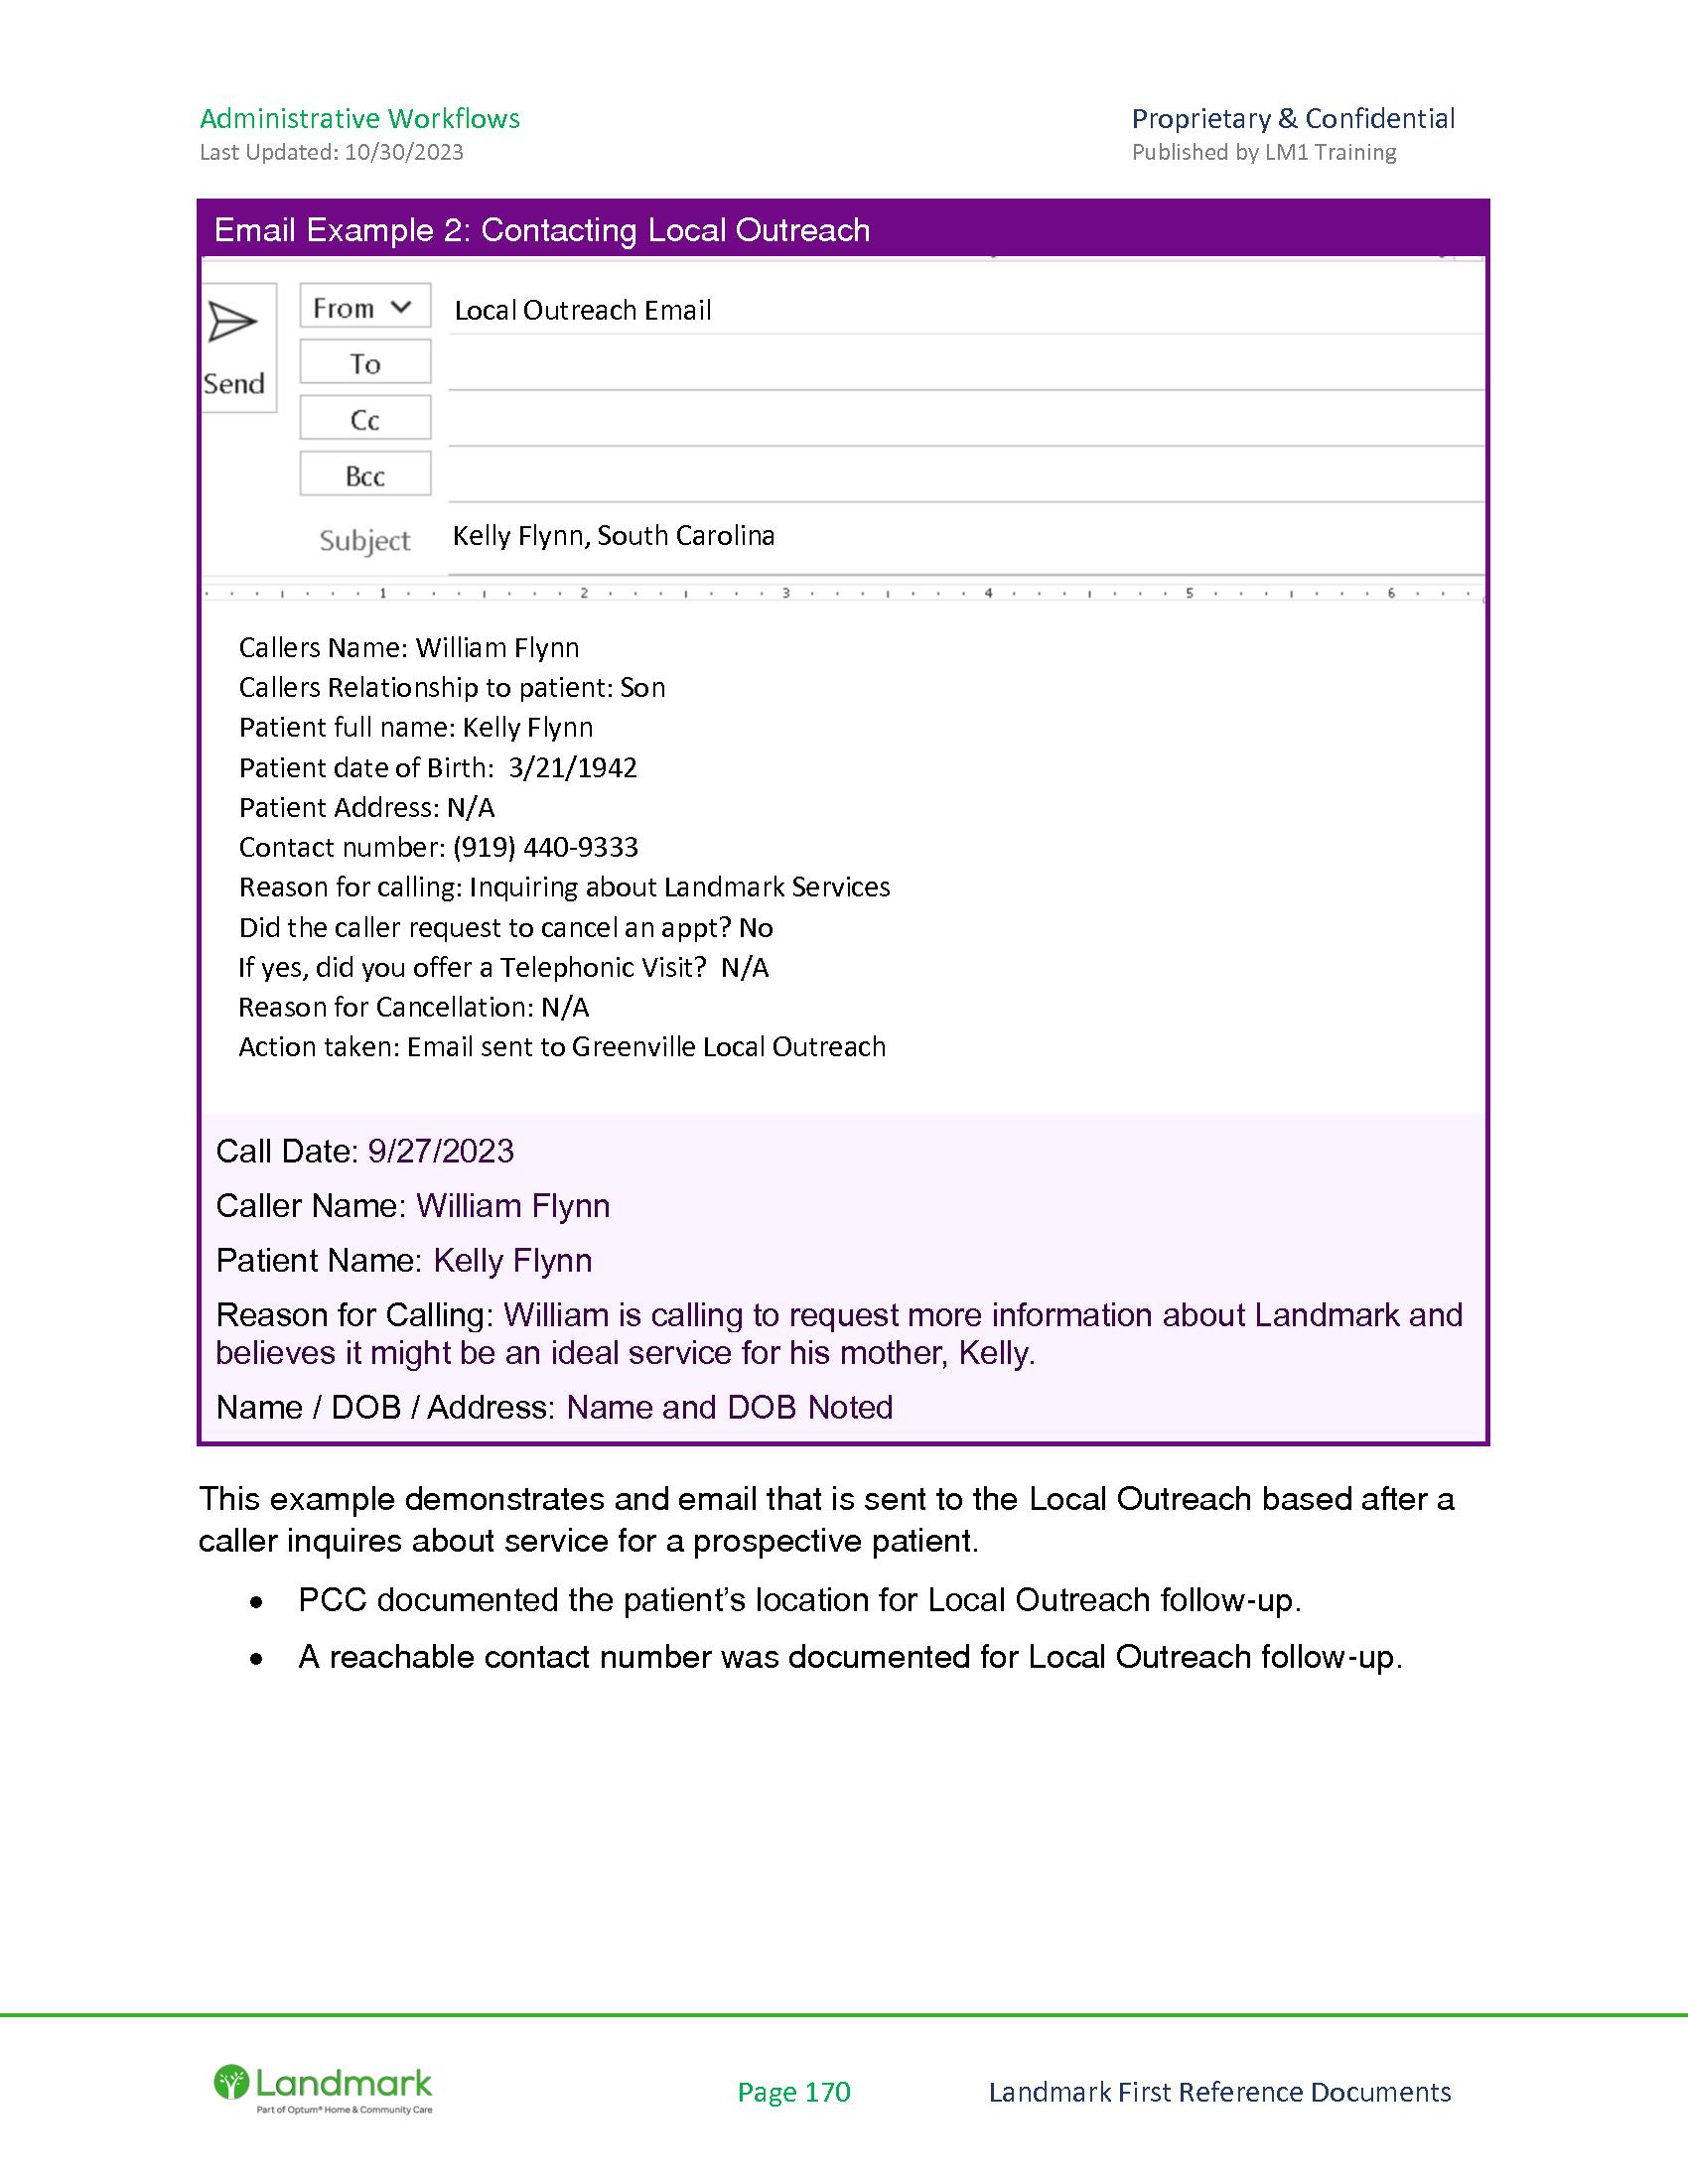 Administrative Workflows
Proprietary & Confidential
Last Updated: 10/30/2023
Published by LM1 Training
Email Example 2: Contacting Local Outreach
Send
From
Local Outreach Email
To
Cc
Bcc
Subject
Kelly Flynn, South Carolina
1 2 3 4 5 6
Callers Name: William Flynn
Callers Relationship to patient: Son
Patient full name: Kelly Flynn
Patient date of Birth:  3/21/1942
Patient Address: N/A
Contact number: (919) 440-9333
Reason for calling: Inquiring about Landmark Services
Did the caller request to cancel an appt? No
If yes, did you offer a Telephonic Visit?  N/A
Reason for Cancellation: N/A
Action taken: Email sent to Greenville Local Outreach
Call Date: 9/27/2023
Caller Name: William Flynn
Patient Name: Kelly Flynn
Reason for Calling: William is calling to request more information about Landmark and
believes it might be an ideal service for his mother, Kelly.
Name / DOB / Address: Name and DOB Noted
This example demonstrates and email that is sent to the Local Outreach based after a
caller inquires about service for a prospective patient.
• PCC documented the patient’s location for Local Outreach follow-up.
• A reachable contact number was documented for Local Outreach follow-up.
Landmark
Part of Optum® Home & Community Care
Page 170
Landmark First Reference Documents